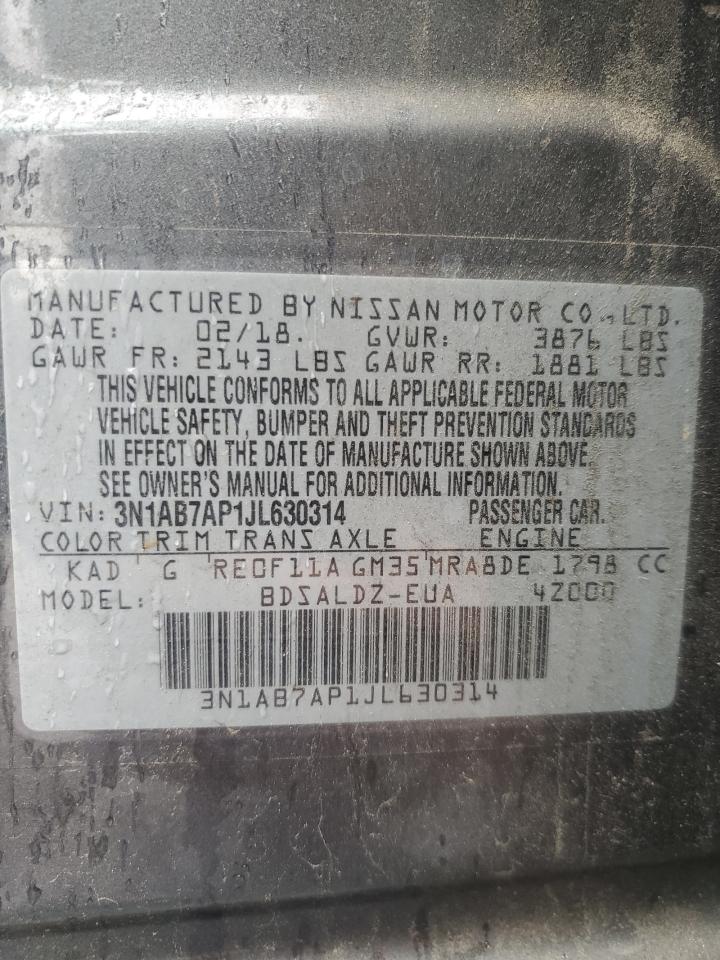 MANUFACTURED BY NISSAN MOTOR CO., LTD.
DATE: 02/18. GVWR: 3876 LBS
GAWR FR: 2143 LBS GAWR RR: 1881 LBS
THIS VEHICLE CONFORMS TO ALL APPLICABLE FEDERAL MOTOR
VEHICLE SAFETY, BUMPER AND THEFT PREVENTION STANDARDS
IN EFFECT ON THE DATE OF MANUFACTURE SHOWN ABOVE.
SEE OWNER'S MANUAL FOR ADDITIONAL INFORMATION.
VIN: 3N1AB7AP1JL630314 PASSENGER CAR.
COLOR TRIM TRANS AXLE ENGINE
KAD G RE0F11A GM35 MRA8DE 1798 CC
MODEL: BDSALDZ-EUA 4Z000
3N1AB7AP1JL630314